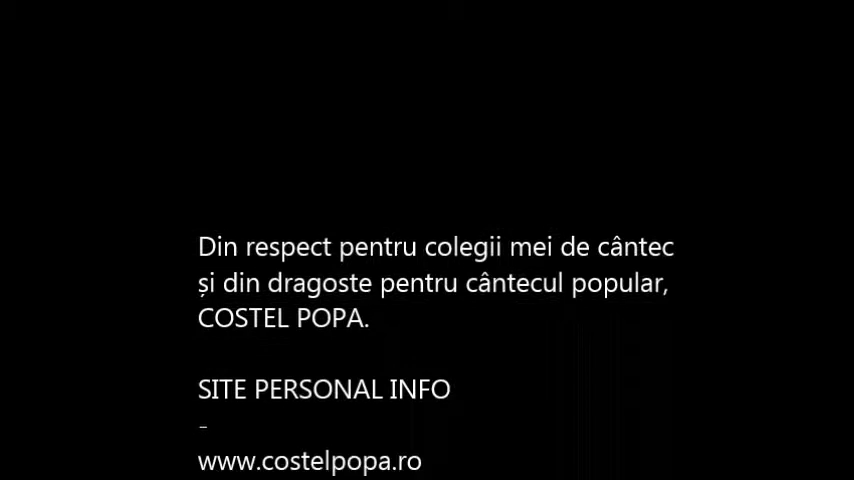 Din respect pentru colegii mei de cântec
și din dragoste pentru cântecul popular,
COSTEL POPA.
SITE PERSONAL INFO
-
www.costelpopa.ro